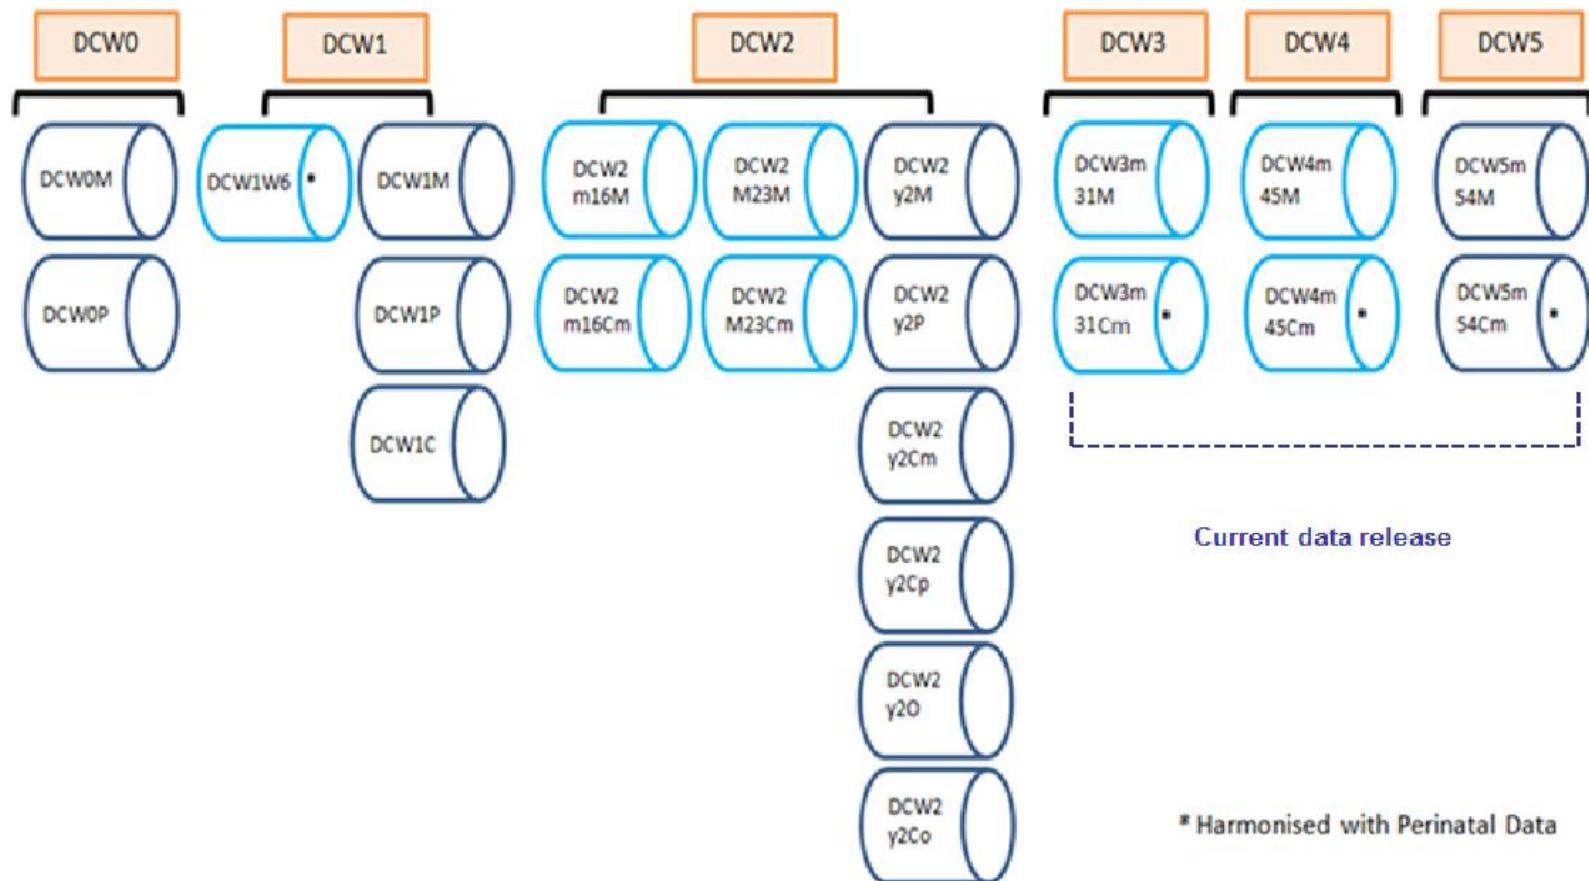 DCW0
DCW1
DCW2
DCW3
DCW4
DCW5
DCW0M
DCW1W6 *
DCW1M
DCW2
m16M
DCW2
M23M
DCW2
y2M
DCW3m
31M
DCW4m
45M
DCW5m
54M
DCW0P
DCW1P
DCW2
m16Cm
DCW2
M23Cm
DCW2
y2P
DCW3m
31Cm *
DCW4m
45Cm *
DCW5m
54Cm *
DCW1C
DCW2
y2Cm
DCW2
y2Cp
Current data release
DCW2
y2O
DCW2
y2Co
* Harmonised with Perinatal Data